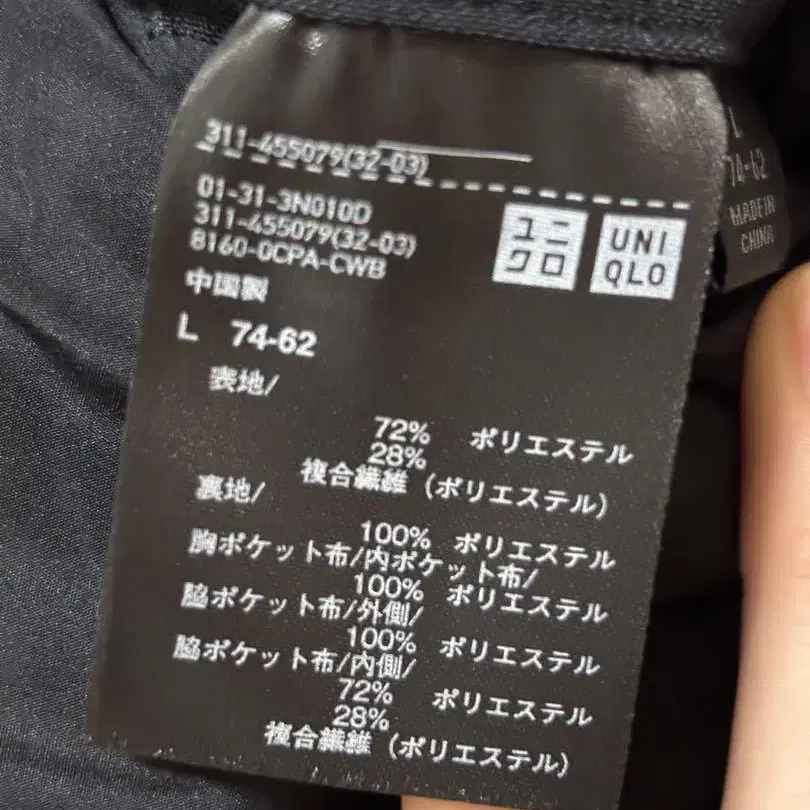 311-455079(32-03)
01-31-3N010D
311-455079(32-03)
8160-0CPA-CWB
中国製
ユニ
クロ
UNI
QLO
L 74-62
表地/
72% ポリエステル
28%
複合繊維 (ポリエステル)
裏地/
100% ポリエステル
胸ポケット布/内ポケット布/
100% ポリエステル
脇ポケット布/外側/
100% ポリエステル
脇ポケット布/内側/
72% ポリエステル
28%
複合繊維 (ポリエステル)
L
74-62
MADE IN
CHINA